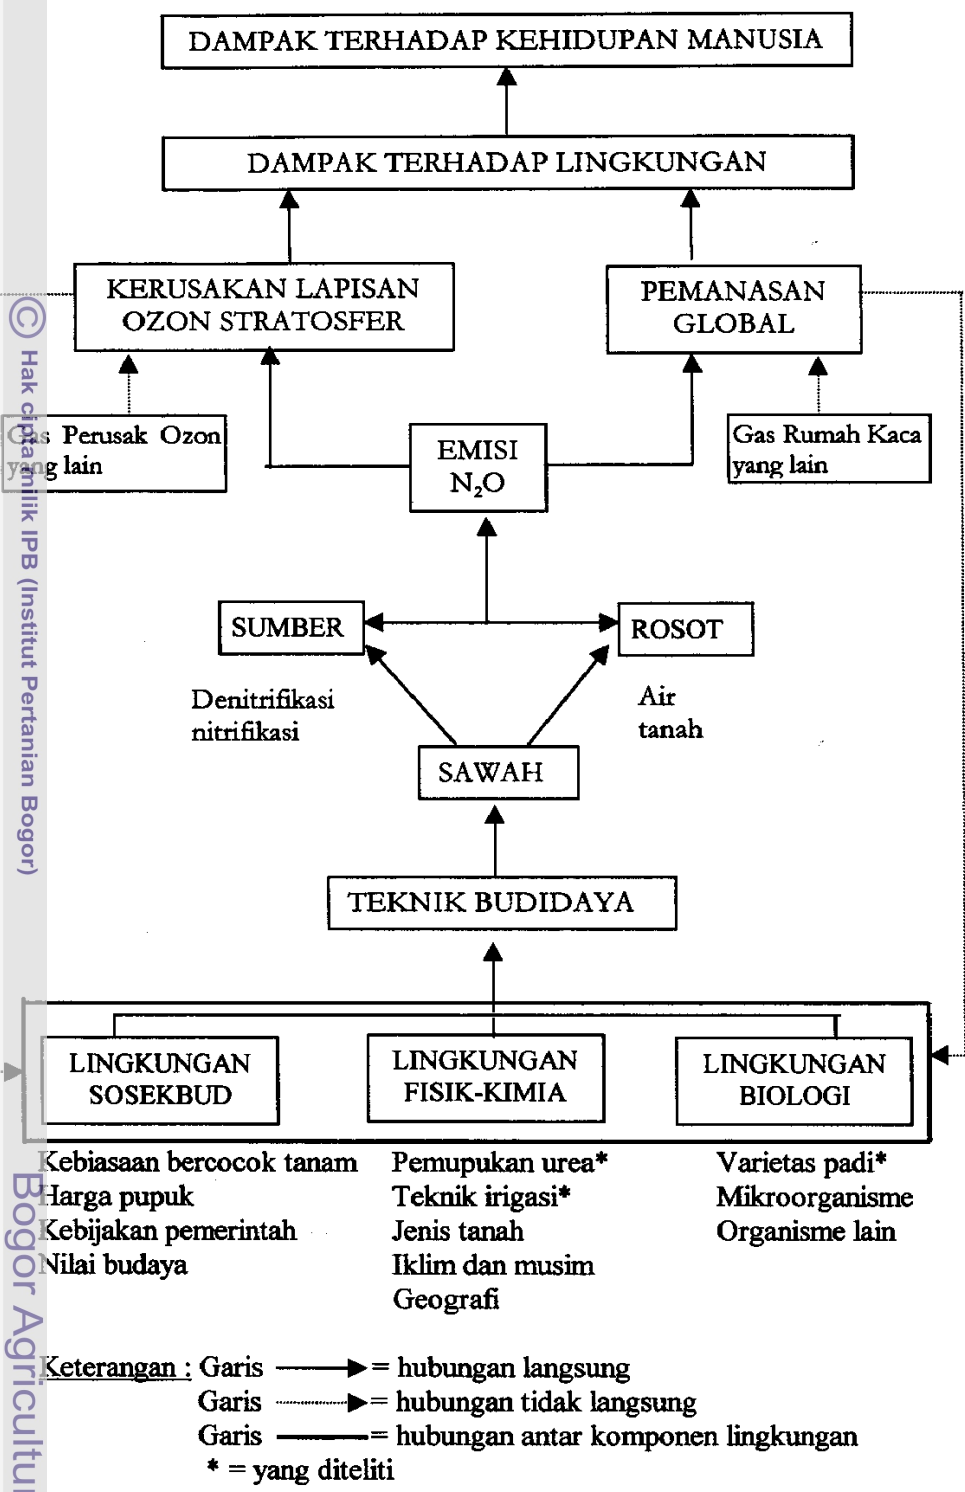 DAMPAK TERHADAP KEHIDUPAN MANUSIA
DAMPAK TERHADAP LINGKUNGAN
KERUSAKAN LAPISAN
OZON STRATOSFER
PEMANASAN
GLOBAL
Gas Perusak Ozon
yang lain
EMISI
N₂O
Gas Rumah Kaca
yang lain
SUMBER
ROSOT
Denitrifikasi
nitrifikasi
Air
tanah
SAWAH
TEKNIK BUDIDAYA
LINGKUNGAN
SOSEKBUD
LINGKUNGAN
FISIK-KIMIA
LINGKUNGAN
BIOLOGI
Kebiasaan bercocok tanam
Harga pupuk
Kebijakan pemerintah
Nilai budaya
Pemupukan urea*
Teknik irigasi*
Jenis tanah
Iklim dan musim
Geografi
Varietas padi*
Mikroorganisme
Organisme lain
Keterangan : Garis = hubungan langsung
Garis = hubungan tidak langsung
Garis = hubungan antar komponen lingkungan
* = yang diteliti
© Hak cipta milik IPB (Institut Pertanian Bogor)
Bogor Agricultu